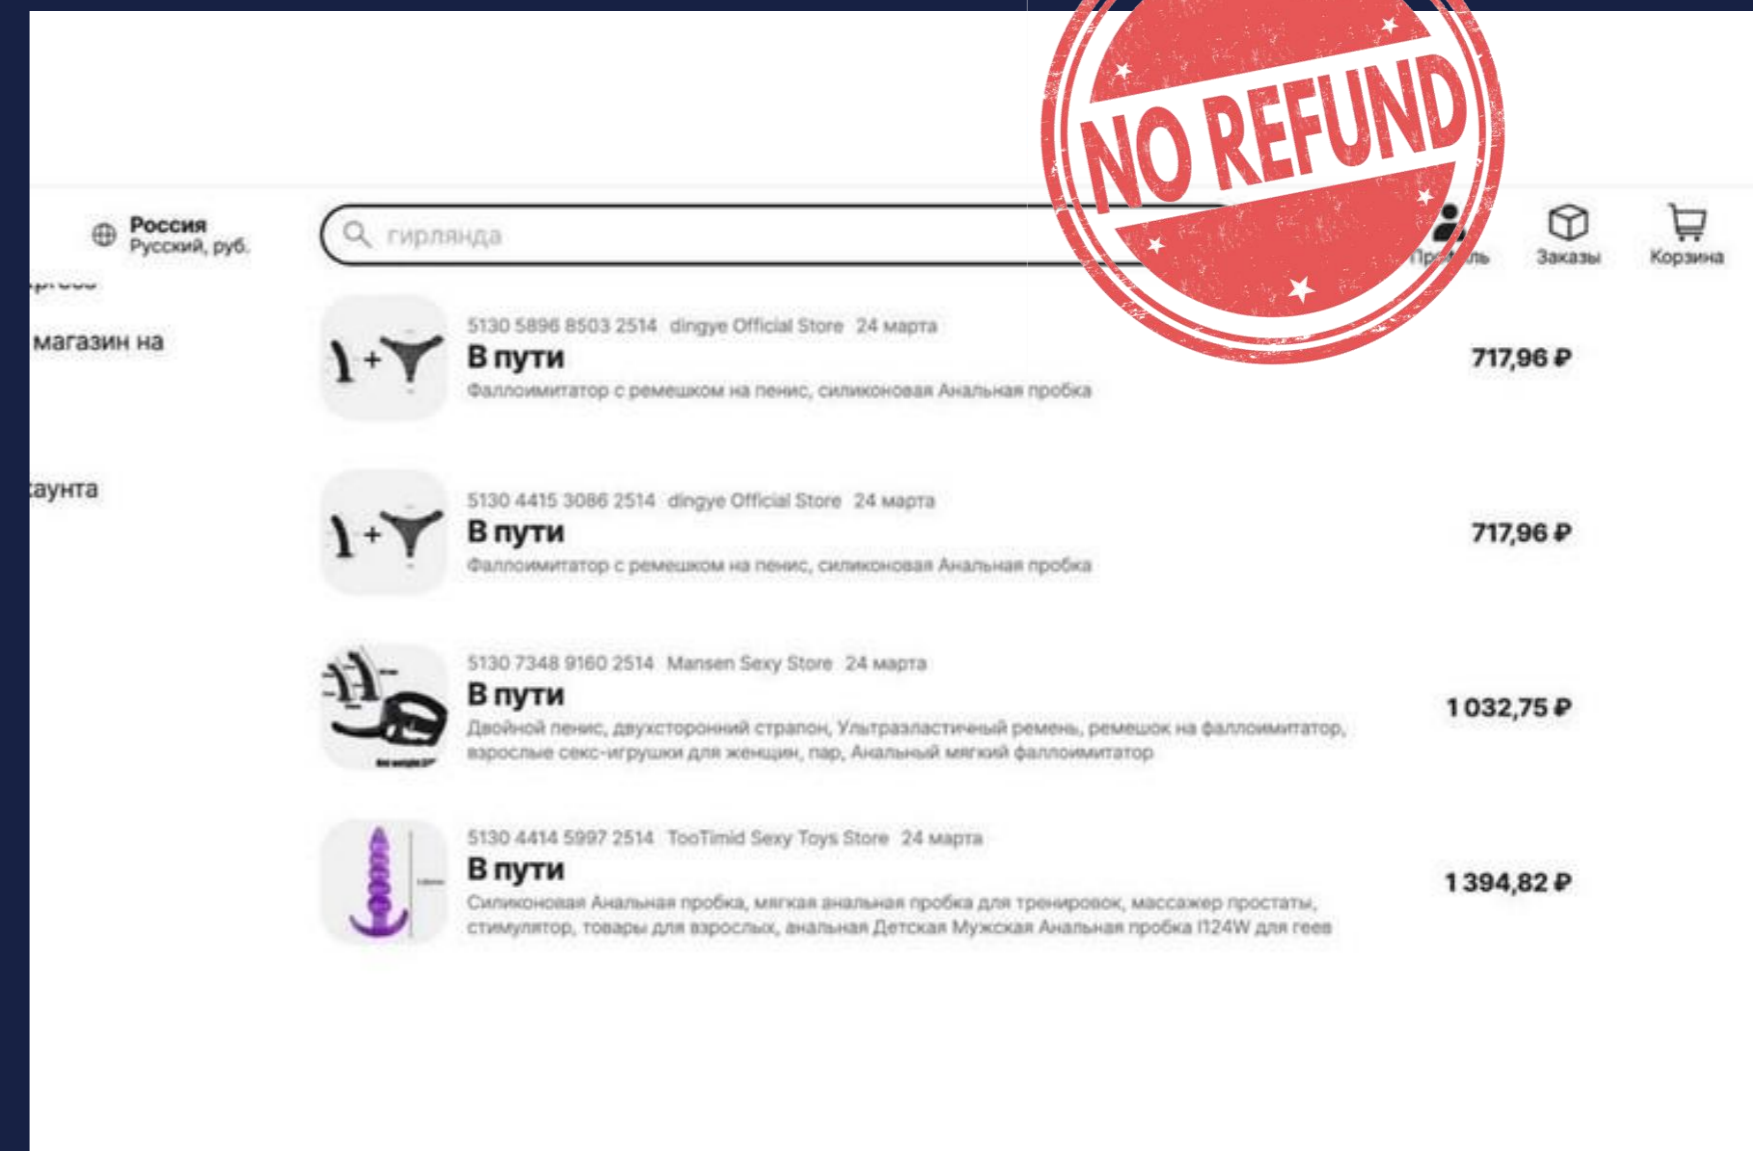 NO REFUND
Россия
Русский, руб.
гирлянда
Заказы
Корзина
магазин на
каунта
5130 5896 8503 2514 dingye Official Store 24 марта
В пути
717,96 ₽
Фаллоимитатор с ремешком на пенис, силиконовая Анальная пробка
5130 4415 3086 2514 dingye Official Store 24 марта
В пути
717,96 ₽
Фаллоимитатор с ремешком на пенис, силиконовая Анальная пробка
5130 7348 9160 2514 Mansen Sexy Store 24 марта
В пути
1 032,75 ₽
Двойной пенис, двухсторонний страпон, Ультраэластичный ремень, ремешок на фаллоимитатор,
взрослые секс-игрушки для женщин, пар, Анальный мягкий фаллоимитатор
5130 4414 5997 2514 TooTimid Sexy Toys Store 24 марта
В пути
1 394,82 ₽
Силиконовая Анальная пробка, мягкая анальная пробка для тренировок, массажер простаты,
стимулятор, товары для взрослых, анальная Детская Мужская Анальная пробка I124W для геев